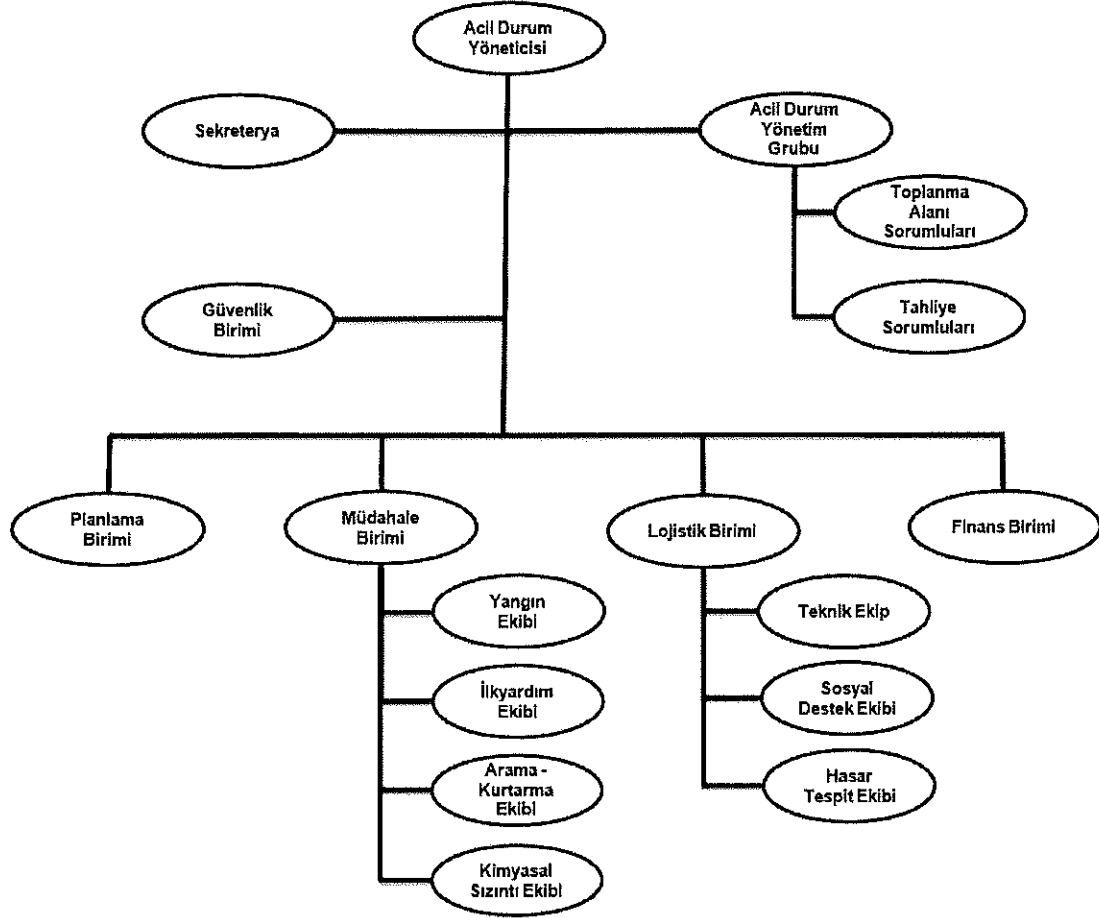 Acil Durum
Yöneticisi
Sekreterya
Acil Durum
Yönetim
Grubu
Toplanma
Alanı
Sorumluları
Güvenlik
Birimi
Tahliye
Sorumluları
Planlama
Birimi
Müdahale
Birimi
Lojistik Birimi
Finans Birimi
Yangın
Ekibi
Teknik Ekip
İlkyardım
Ekibi
Sosyal
Destek Ekibi
Arama -
Kurtarma
Ekibi
Hasar
Tespit Ekibi
Kimyasal
Sızıntı Ekibi